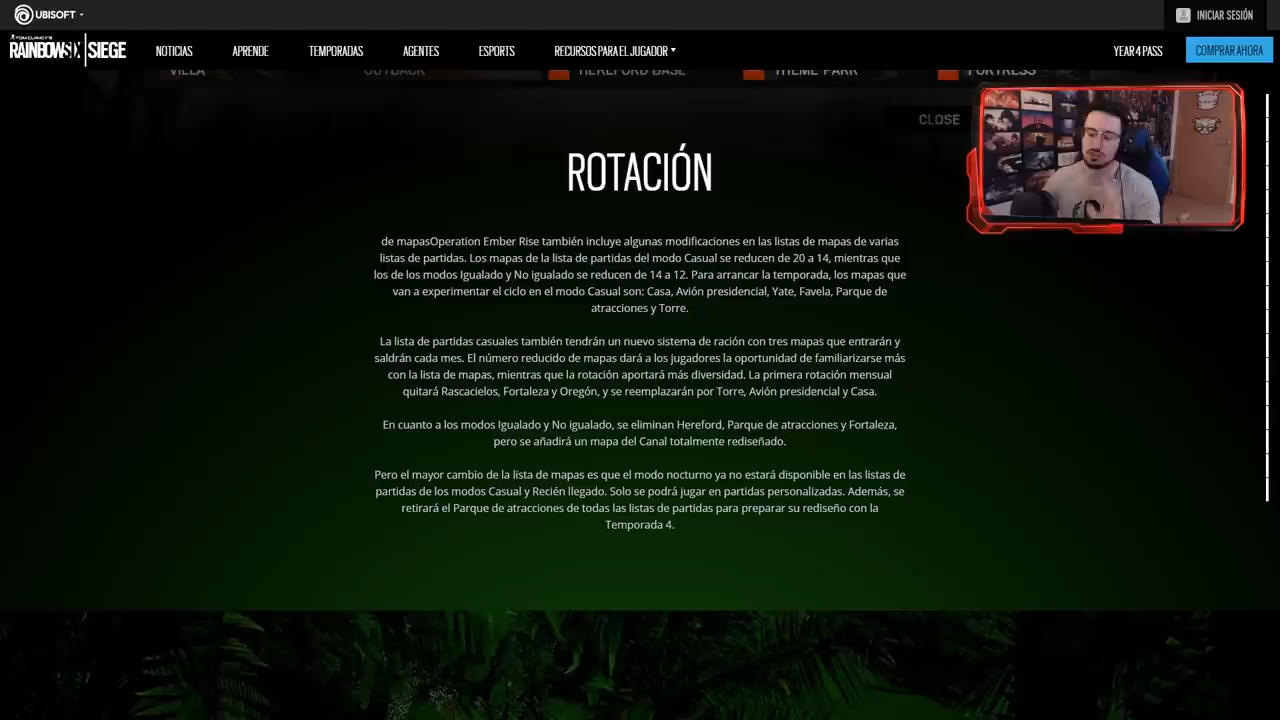 UBISOFT
INICIAR SESIÓN
TOM CLANCY'S
RAINBOWSIX | SIEGE
NOTICIAS
APRENDE
TEMPORADAS
AGENTES
ESPORTS
RECURSOS PARA EL JUGADOR
YEAR 4 PASS
COMPRAR AHORA
VILLA
OUTBACK
HEREFORD BASE
THEME PARK
FORTRESS
CLOSE
ROTACIÓN
de mapasOperation Ember Rise también incluye algunas modificaciones en las listas de mapas de varias
listas de partidas. Los mapas de la lista de partidas del modo Casual se reducen de 20 a 14, mientras que
los de los modos Igualado y No igualado se reducen de 14 a 12. Para arrancar la temporada, los mapas que
van a experimentar el ciclo en el modo Casual son: Casa, Avión presidencial, Yate, Favela, Parque de
atracciones y Torre.
La lista de partidas casuales también tendrán un nuevo sistema de ración con tres mapas que entrarán y
saldrán cada mes. El número reducido de mapas dará a los jugadores la oportunidad de familiarizarse más
con la lista de mapas, mientras que la rotación aportará más diversidad. La primera rotación mensual
quitará Rascacielos, Fortaleza y Oregón, y se reemplazarán por Torre, Avión presidencial y Casa.
En cuanto a los modos Igualado y No igualado, se eliminan Hereford, Parque de atracciones y Fortaleza,
pero se añadirá un mapa del Canal totalmente rediseñado.
Pero el mayor cambio de la lista de mapas es que el modo nocturno ya no estará disponible en las listas de
partidas de los modos Casual y Recién llegado. Solo se podrá jugar en partidas personalizadas. Además, se
retirará el Parque de atracciones de todas las listas de partidas para preparar su rediseño con la
Temporada 4.